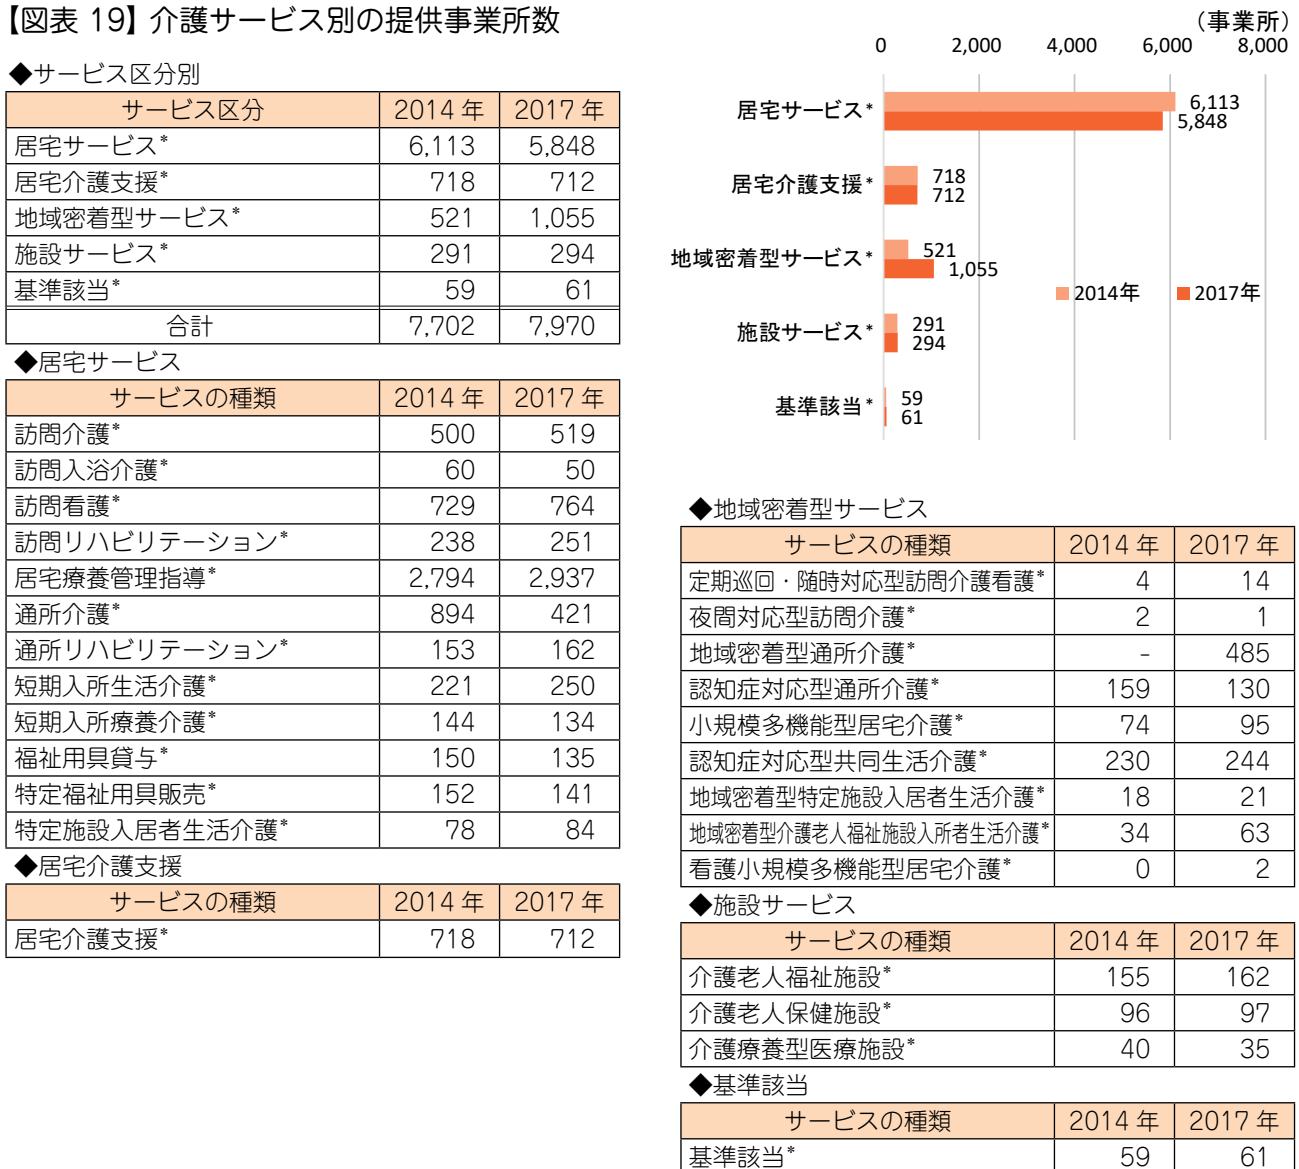 【図表 19】介護サービス別の提供事業所数
◆サービス区分別
サービス区分 2014 年 2017 年
居宅サービス* 6,113 5,848
居宅介護支援* 718 712
地域密着型サービス* 521 1,055
施設サービス* 291 294
基準該当* 59 61
合計 7,702 7,970
◆居宅サービス
サービスの種類 2014 年 2017 年
訪問介護* 500 519
訪問入浴介護* 60 50
訪問看護* 729 764
訪問リハビリテーション* 238 251
居宅療養管理指導* 2,794 2,937
通所介護* 894 421
通所リハビリテーション* 153 162
短期入所生活介護* 221 250
短期入所療養介護* 144 134
福祉用具貸与* 150 135
特定福祉用具販売* 152 141
特定施設入居者生活介護* 78 84
◆居宅介護支援
サービスの種類 2014 年 2017 年
居宅介護支援* 718 712
（事業所）
0 2,000 4,000 6,000 8,000
居宅サービス* 6,113
5,848
居宅介護支援* 718
712
地域密着型サービス* 521
1,055
2014年 2017年
施設サービス* 291
294
基準該当* 59
61
◆地域密着型サービス
サービスの種類 2014 年 2017 年
定期巡回・随時対応型訪問介護看護* 4 14
夜間対応型訪問介護* 2 1
地域密着型通所介護* - 485
認知症対応型通所介護* 159 130
小規模多機能型居宅介護* 74 95
認知症対応型共同生活介護* 230 244
地域密着型特定施設入居者生活介護* 18 21
地域密着型介護老人福祉施設入所者生活介護* 34 63
看護小規模多機能型居宅介護* 0 2
◆施設サービス
サービスの種類 2014 年 2017 年
介護老人福祉施設* 155 162
介護老人保健施設* 96 97
介護療養型医療施設* 40 35
◆基準該当
サービスの種類 2014 年 2017 年
基準該当* 59 61